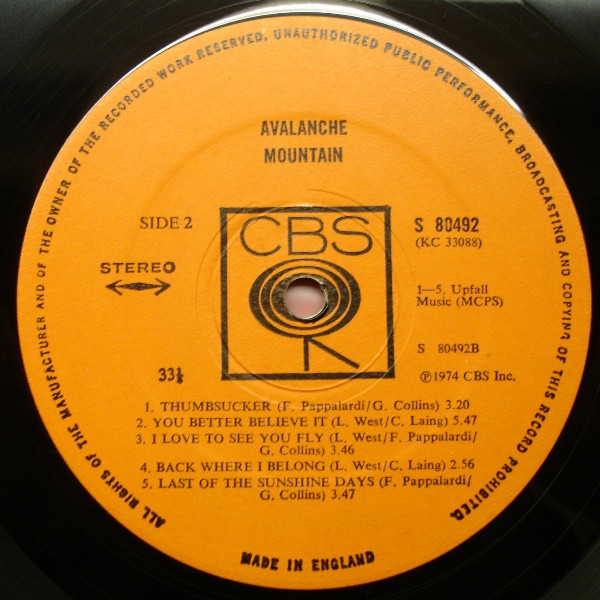 ALL RIGHTS OF THE MANUFACTURER AND OF THE OWNER OF THE RECORDED WORK RESERVED. UNAUTHORIZED PUBLIC PERFORMANCE, BROADCASTING AND COPYING OF THIS RECORD PROHIBITED.
AVALANCHE
MOUNTAIN
SIDE 2
CBS
S 80492
(KC 33088)
STEREO
1—5. Upfall
Music (MCPS)
S 80492B
33⅓
℗1974 CBS Inc.
1. THUMBSUCKER (F. Pappalardi/G. Collins) 3.20
2. YOU BETTER BELIEVE IT (L. West/C. Laing) 5.47
3. I LOVE TO SEE YOU FLY (L. West/F. Pappalardi/
G. Collins) 3.46
4. BACK WHERE I BELONG (L. West/C. Laing) 2.56
5. LAST OF THE SUNSHINE DAYS (F. Pappalardi/
G. Collins) 3.47
MADE IN ENGLAND